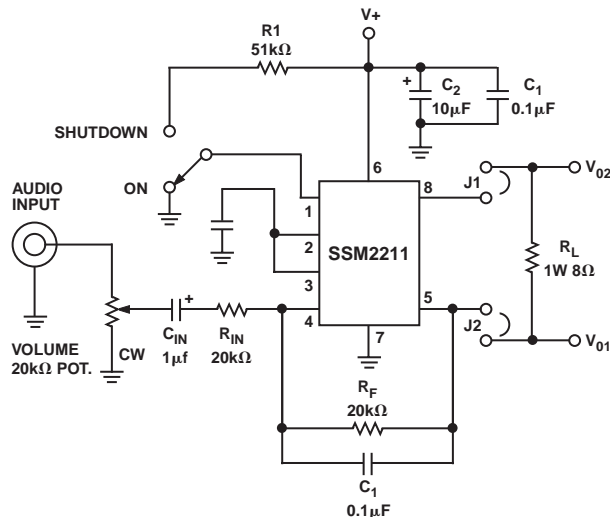 V+
R1
51kΩ
+
C2
10μF
C1
0.1μF
SHUTDOWN
ON
AUDIO
INPUT
6
8
J1
V02
1
2
3
4
SSM2211
5
7
J2
RL
1W 8Ω
V01
+
CIN
1μf
RIN
20kΩ
VOLUME
20kΩ POT.
CW
RF
20kΩ
C1
0.1μF